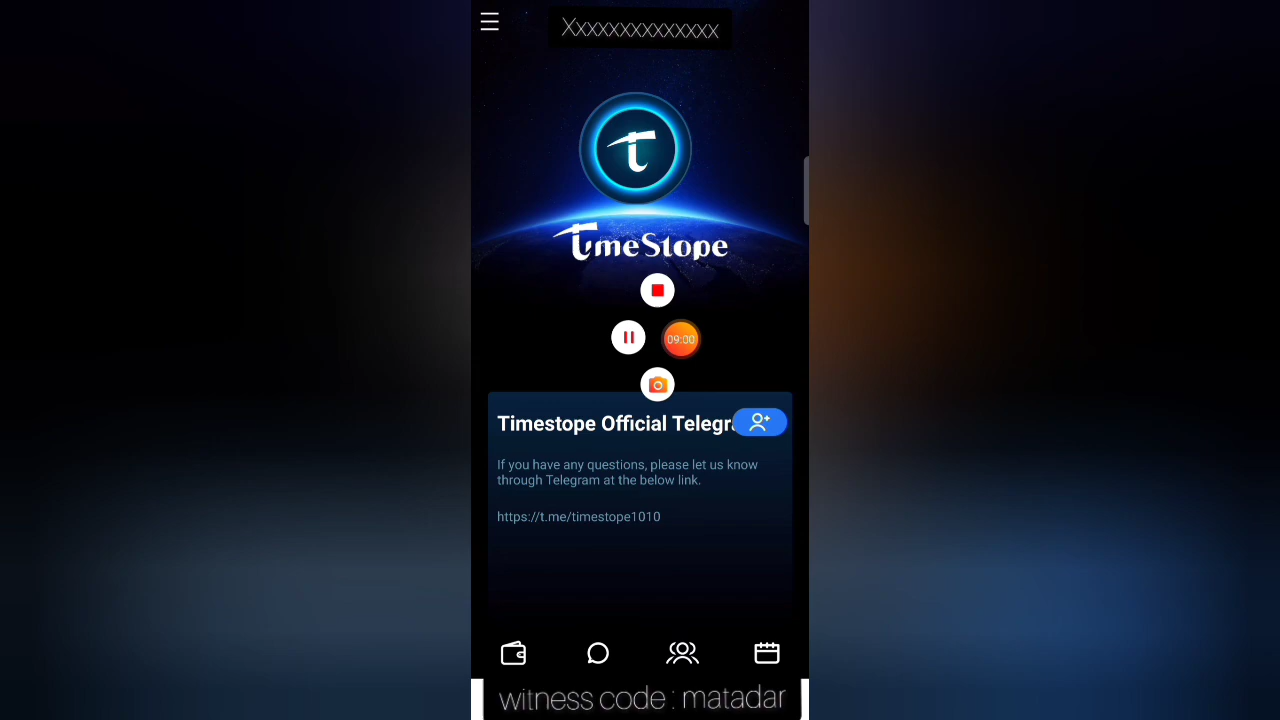 Xxxxxxxxxxxxxxx
TimeStope
09:00
Timestope Official Telegr
If you have any questions, please let us know
through Telegram at the below link.
https://t.me/timestope1010
witness code : matadar